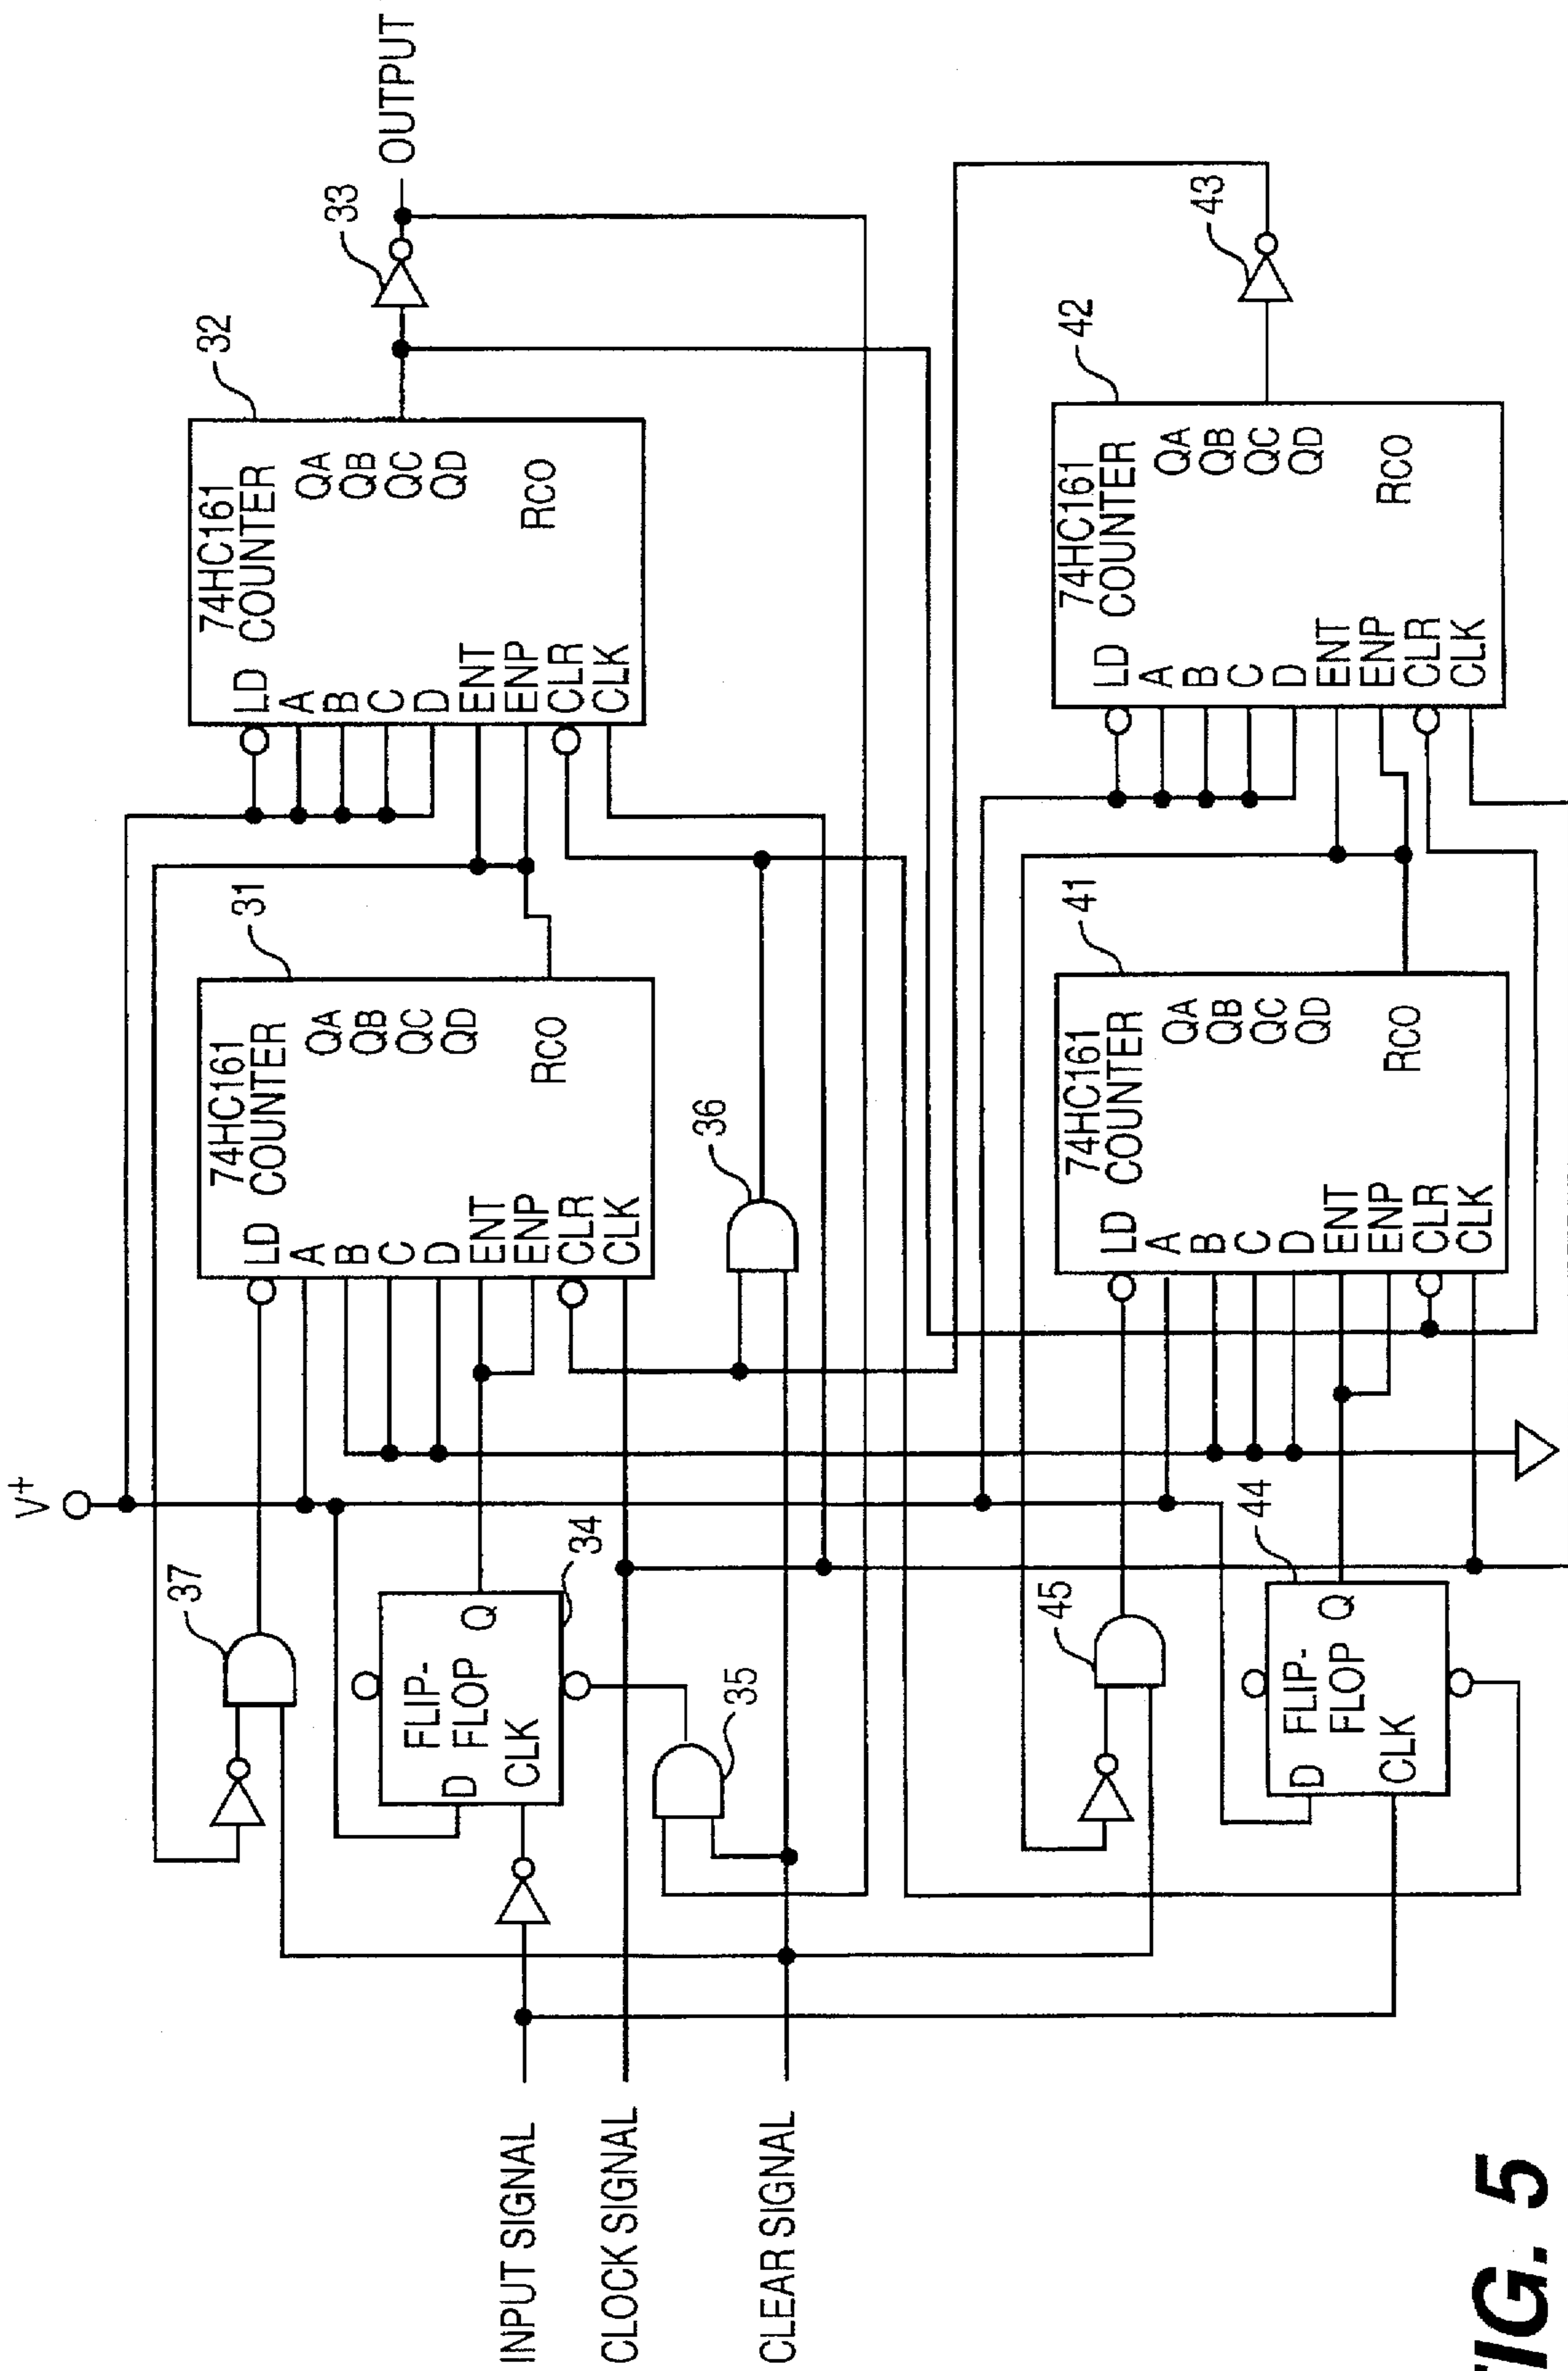 V+
INPUT SIGNAL
CLOCK SIGNAL
CLEAR SIGNAL
OUTPUT
37
FLIP-
FLOP
D
Q
CLK
34
35
31
74HC161
COUNTER
LD
A
B
C
D
ENT
ENP
CLR
CLK
QA
QB
QC
QD
RCO
36
32
74HC161
COUNTER
LD
A
B
C
D
ENT
ENP
CLR
CLK
QA
QB
QC
QD
RCO
33
45
44
FLIP-
FLOP
D
Q
CLK
41
74HC161
COUNTER
LD
A
B
C
D
ENT
ENP
CLR
CLK
QA
QB
QC
QD
RCO
42
74HC161
COUNTER
LD
A
B
C
D
ENT
ENP
CLR
CLK
QA
QB
QC
QD
RCO
43
FIG. 5